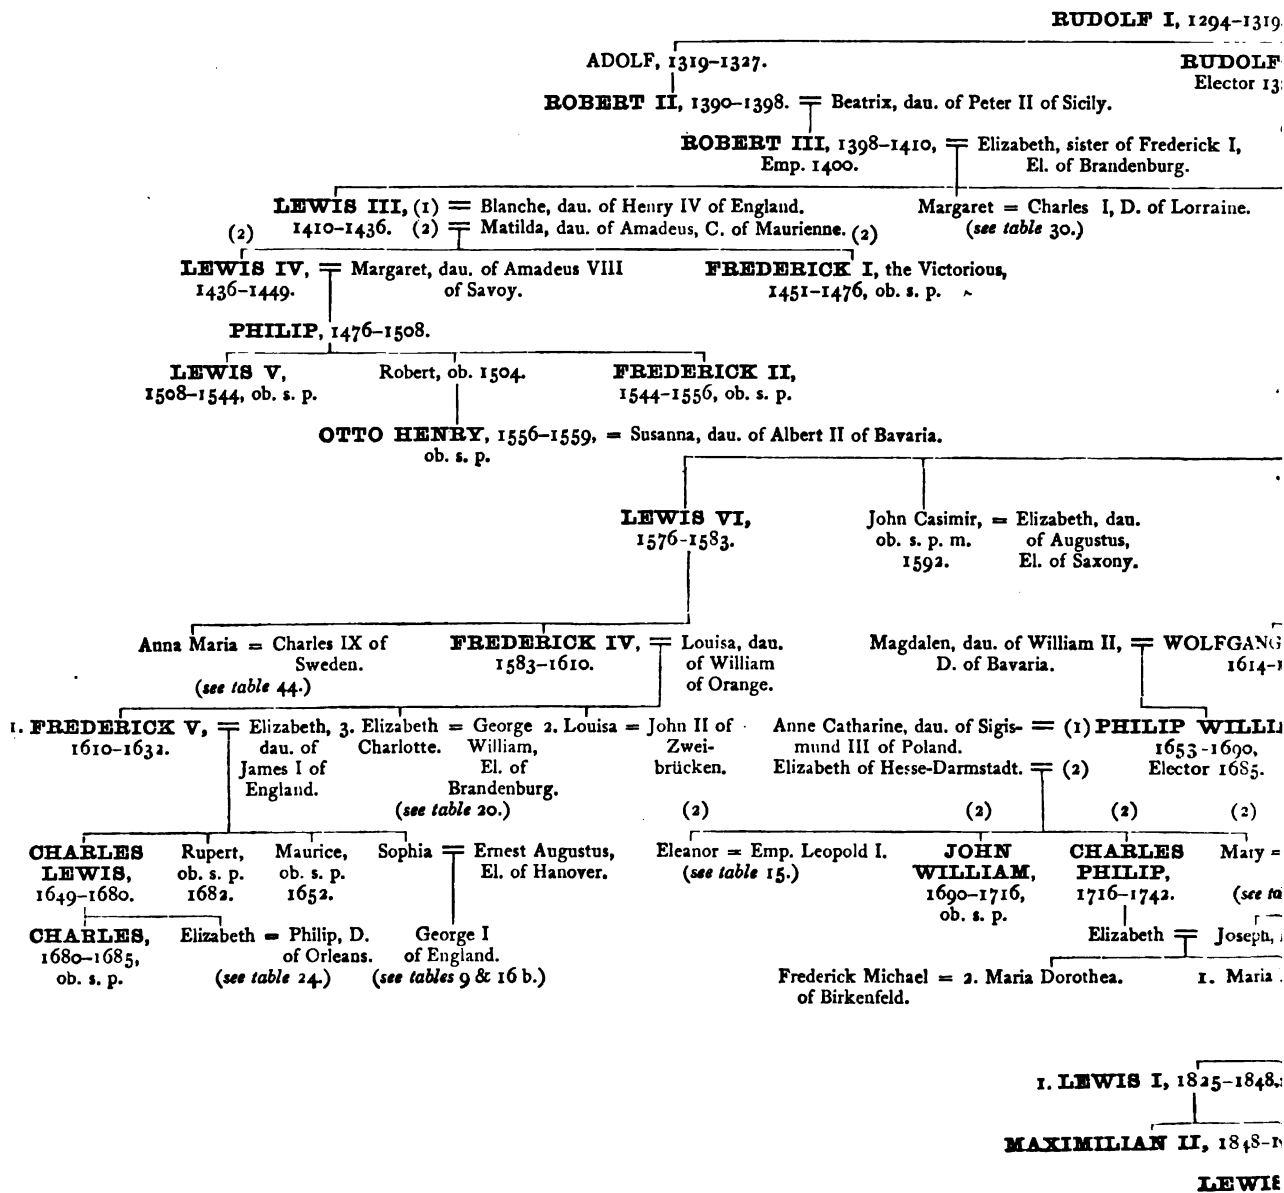 RUDOLF I, 1294–1319
ADOLF, 1319–1327.
RUDOLF
Elector 13
ROBERT II, 1390–1398. = Beatrix, dau. of Peter II of Sicily.
ROBERT III, 1398–1410, = Elizabeth, sister of Frederick I,
Emp. 1400. El. of Brandenburg.
LEWIS III, (1) = Blanche, dau. of Henry IV of England.
1410–1436. (2) = Matilda, dau. of Amadeus, C. of Maurienne.
Margaret = Charles I, D. of Lorraine.
(see table 30.)
(2) (2)
LEWIS IV, = Margaret, dau. of Amadeus VIII
1436–1449. of Savoy.
FREDERICK I, the Victorious,
1451–1476, ob. s. p.
PHILIP, 1476–1508.
LEWIS V,
1508–1544, ob. s. p.
Robert, ob. 1504.
FREDERICK II,
1544–1556, ob. s. p.
OTTO HENRY, 1556–1559, = Susanna, dau. of Albert II of Bavaria.
ob. s. p.
LEWIS VI,
1576-1583.
John Casimir, = Elizabeth, dau.
ob. s. p. m. of Augustus,
1592. El. of Saxony.
Anna Maria = Charles IX of
Sweden.
(see table 44.)
FREDERICK IV, = Louisa, dau.
1583–1610. of William
of Orange.
Magdalen, dau. of William II, = WOLFGANG
D. of Bavaria. 1614-1
1. FREDERICK V, = Elizabeth,
1610–1632. dau. of
James I of
England.
3. Elizabeth = George
Charlotte. William,
El. of
Brandenburg.
(see table 20.)
2. Louisa = John II of
Zwei-
brücken.
Anne Catharine, dau. of Sigis- = (1) PHILIP WILLI
mund III of Poland. 1653-1690,
Elizabeth of Hesse-Darmstadt. = (2) Elector 1685.
(2) (2) (2) (2)
CHARLES
LEWIS,
1649–1680.
Rupert,
ob. s. p.
1682.
Maurice,
ob. s. p.
1652.
Sophia = Ernest Augustus,
El. of Hanover.
Eleanor = Emp. Leopold I.
(see table 15.)
JOHN
WILLIAM,
1690–1716,
ob. s. p.
CHARLES
PHILIP,
1716–1742.
Mary =
(see ta
CHARLES,
1680–1685,
ob. s. p.
Elizabeth = Philip, D.
of Orleans.
(see table 24.)
George I
of England.
(see tables 9 & 16 b.)
Elizabeth = Joseph,
Frederick Michael = 2. Maria Dorothea.
of Birkenfeld.
1. Maria
1. LEWIS I, 1825–1848,
MAXIMILIAN II, 1848-1
LEWIS